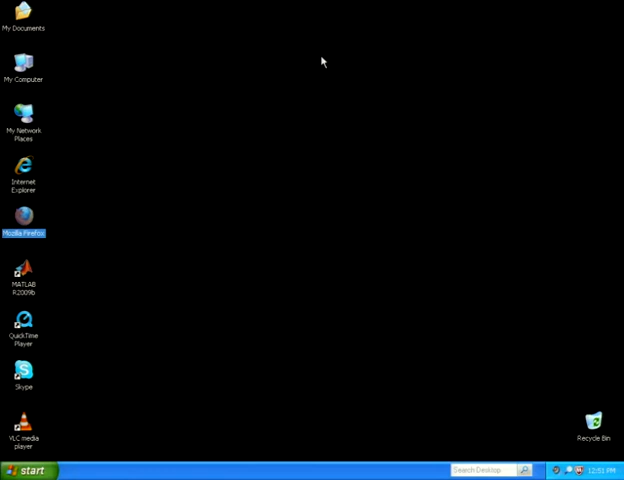 My Documents
My Computer
My Network
Places
Internet
Explorer
Mozilla Firefox
MATLAB
R2009b
QuickTime
Player
Skype
VLC media
player
Recycle Bin
start
Search Desktop
12:51 PM